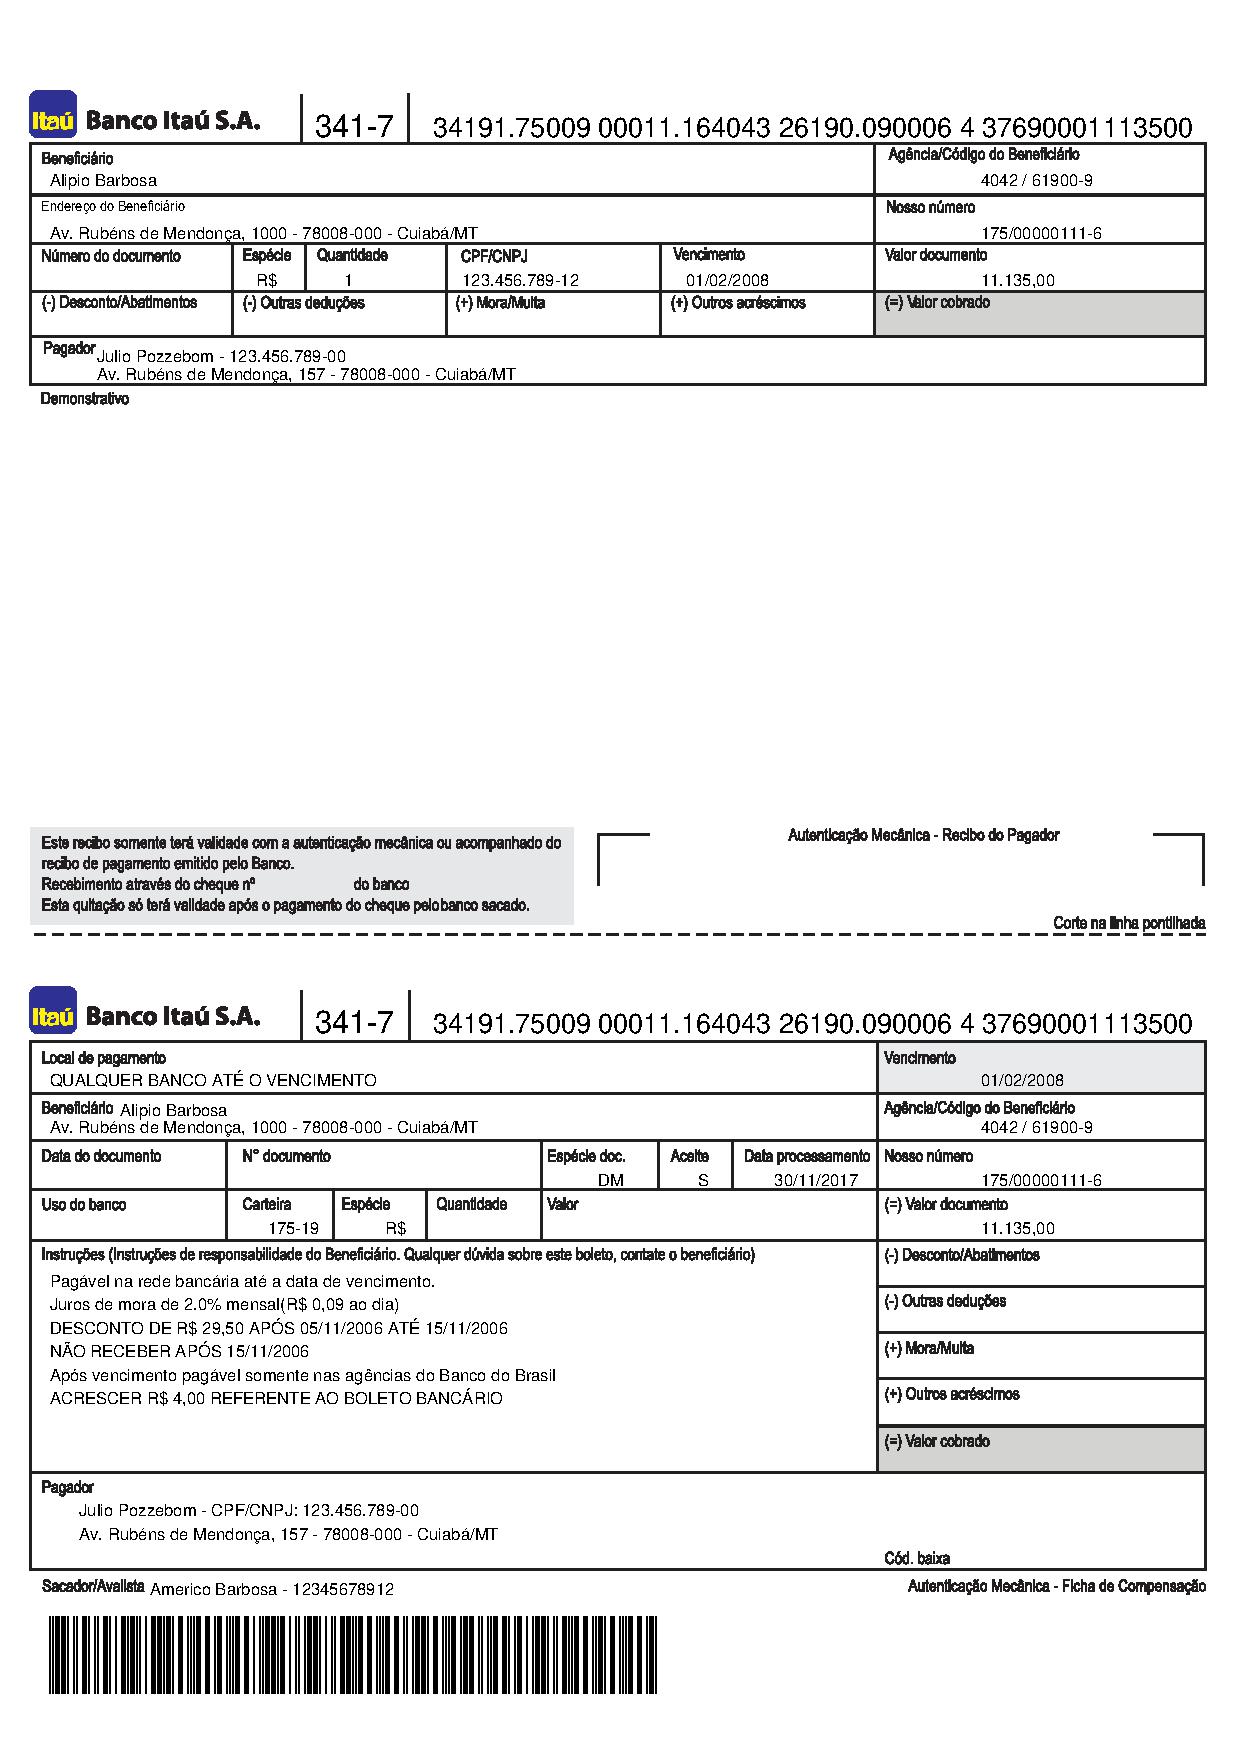 Itaú Banco Itaú S.A. 341-7 34191.75009 00011.164043 26190.090006 4 37690001113500
Beneficiário Agência/Código do Beneficiário
Alipio Barbosa 4042 / 61900-9
Endereço do Beneficiário Nosso número
Av. Rubéns de Mendonça, 1000 - 78008-000 - Cuiabá/MT 175/00000111-6
Número do documento Espécie Quantidade CPF/CNPJ Vencimento Valor documento
R$ 1 123.456.789-12 01/02/2008 11.135,00
(-) Desconto/Abatimentos (-) Outras deduções (+) Mora/Multa (+) Outros acréscimos (=) Valor cobrado
Pagador Julio Pozzebom - 123.456.789-00
Av. Rubéns de Mendonça, 157 - 78008-000 - Cuiabá/MT
Demonstrativo
Este recibo somente terá validade com a autenticação mecânica ou acompanhado do
recibo de pagamento emitido pelo Banco.
Recebimento através do cheque nº do banco
Esta quitação só terá validade após o pagamento do cheque pelobanco sacado.
Autenticação Mecânica - Recibo do Pagador
Corte na linha pontilhada
Itaú Banco Itaú S.A. 341-7 34191.75009 00011.164043 26190.090006 4 37690001113500
Local de pagamento Vencimento
QUALQUER BANCO ATÉ O VENCIMENTO 01/02/2008
Beneficiário Alipio Barbosa Agência/Código do Beneficiário
Av. Rubéns de Mendonça, 1000 - 78008-000 - Cuiabá/MT 4042 / 61900-9
Data do documento N° documento Espécie doc. Aceite Data processamento Nosso número
DM S 30/11/2017 175/00000111-6
Uso do banco Carteira Espécie Quantidade Valor (=) Valor documento
175-19 R$ 11.135,00
Instruções (Instruções de responsabilidade do Beneficiário. Qualquer dúvida sobre este boleto, contate o beneficiário) (-) Desconto/Abatimentos
Pagável na rede bancária até a data de vencimento.
Juros de mora de 2.0% mensal(R$ 0,09 ao dia) (-) Outras deduções
DESCONTO DE R$ 29,50 APÓS 05/11/2006 ATÉ 15/11/2006
NÃO RECEBER APÓS 15/11/2006 (+) Mora/Multa
Após vencimento pagável somente nas agências do Banco do Brasil
ACRESCER R$ 4,00 REFERENTE AO BOLETO BANCÁRIO (+) Outros acréscimos
(=) Valor cobrado
Pagador
Julio Pozzebom - CPF/CNPJ: 123.456.789-00
Av. Rubéns de Mendonça, 157 - 78008-000 - Cuiabá/MT
Cód. baixa
Sacador/Avalista Americo Barbosa - 12345678912 Autenticação Mecânica - Ficha de Compensação